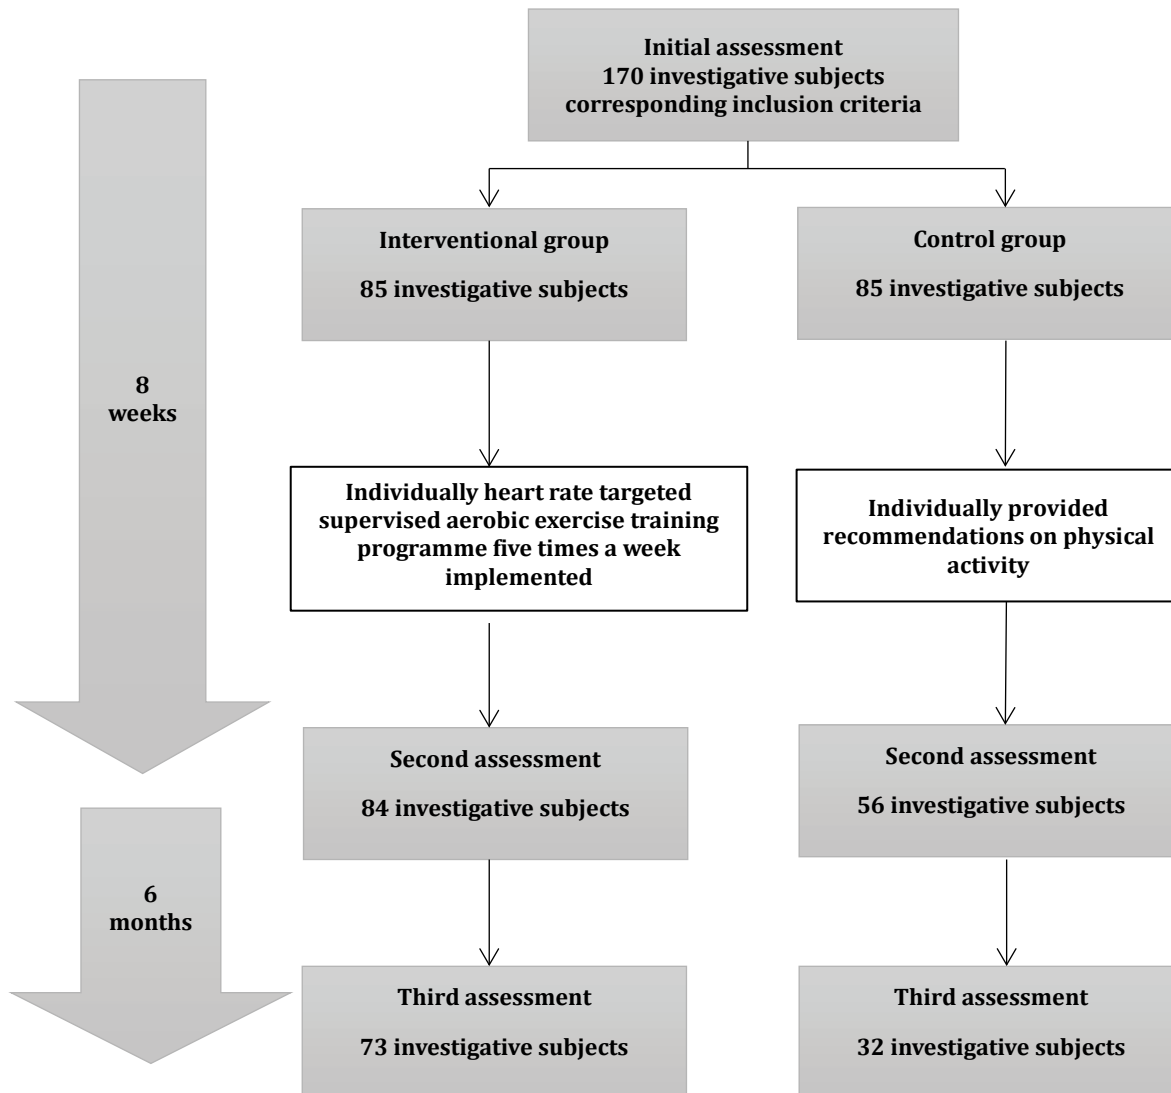 Initial assessment
170 investigative subjects
corresponding inclusion criteria
Interventional group
85 investigative subjects
Control group
85 investigative subjects
8
weeks
Individually heart rate targeted
supervised aerobic exercise training
programme five times a week
implemented
Individually provided
recommendations on physical
activity
Second assessment
84 investigative subjects
Second assessment
56 investigative subjects
6
months
Third assessment
73 investigative subjects
Third assessment
32 investigative subjects